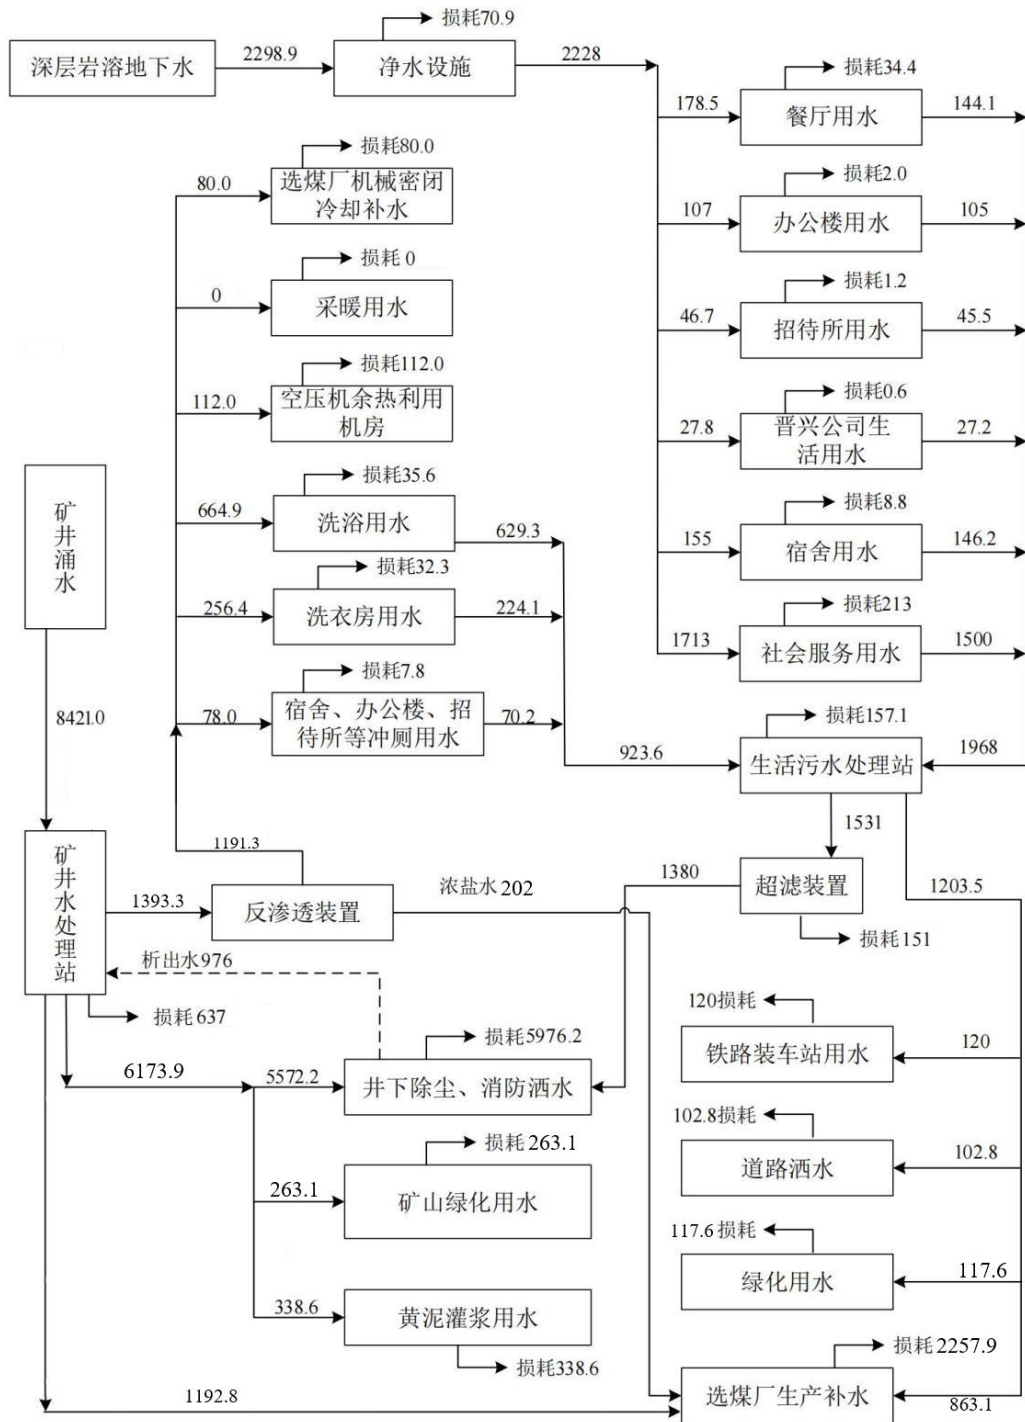 损耗70.9
深层岩溶地下水
2298.9
净水设施
2228
损耗34.4
178.5
餐厅用水
144.1
损耗80.0
80.0
选煤厂机械密闭
冷却补水
损耗2.0
107
办公楼用水
105
损耗 0
0
采暖用水
损耗1.2
46.7
招待所用水
45.5
损耗112.0
112.0
空压机余热利用
机房
损耗0.6
27.8
晋兴公司生
活用水
27.2
矿井涌水
损耗35.6
664.9
洗浴用水
629.3
损耗8.8
155
宿舍用水
146.2
损耗32.3
256.4
洗衣房用水
224.1
损耗213
1713
社会服务用水
1500
8421.0
损耗7.8
78.0
宿舍、办公楼、招
待所等冲厕用水
70.2
损耗157.1
923.6
生活污水处理站
1968
1531
1191.3
矿井水处理站
1393.3
反渗透装置
浓盐水 202
1380
超滤装置
1203.5
损耗 151
析出水976
损耗 637
120损耗
铁路装车站用水
120
损耗5976.2
6173.9
5572.2
井下除尘、消防洒水
102.8损耗
道路洒水
102.8
损耗 263.1
263.1
矿山绿化用水
117.6 损耗
绿化用水
117.6
338.6
黄泥灌浆用水
损耗338.6
损耗 2257.9
1192.8
选煤厂生产补水
863.1